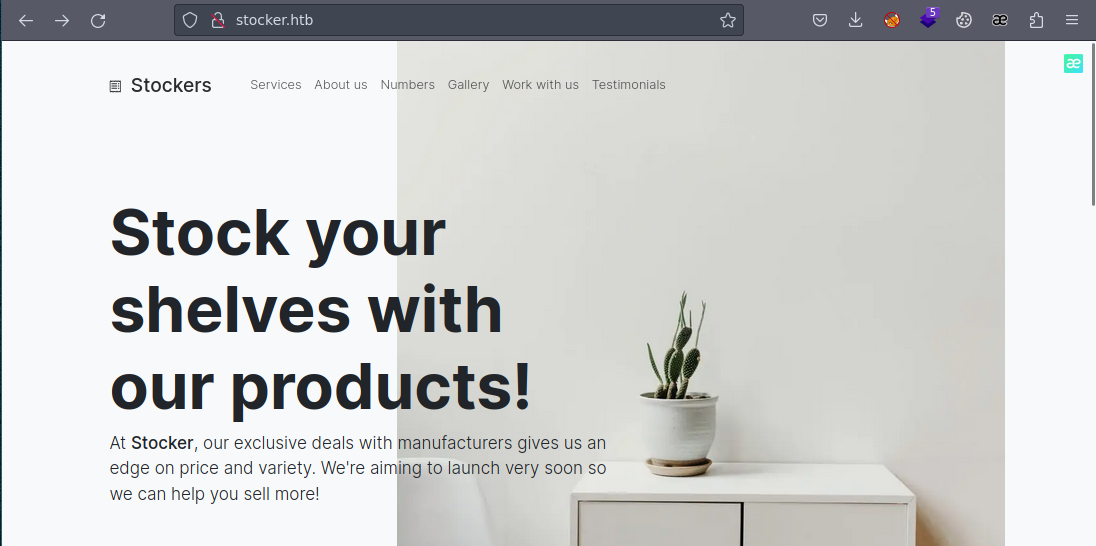 stocker.htb
5
æ
æ
Stockers
Services About us Numbers Gallery Work with us Testimonials
Stock your
shelves with
our products!
At Stocker, our exclusive deals with manufacturers gives us an
edge on price and variety. We're aiming to launch very soon so
we can help you sell more!